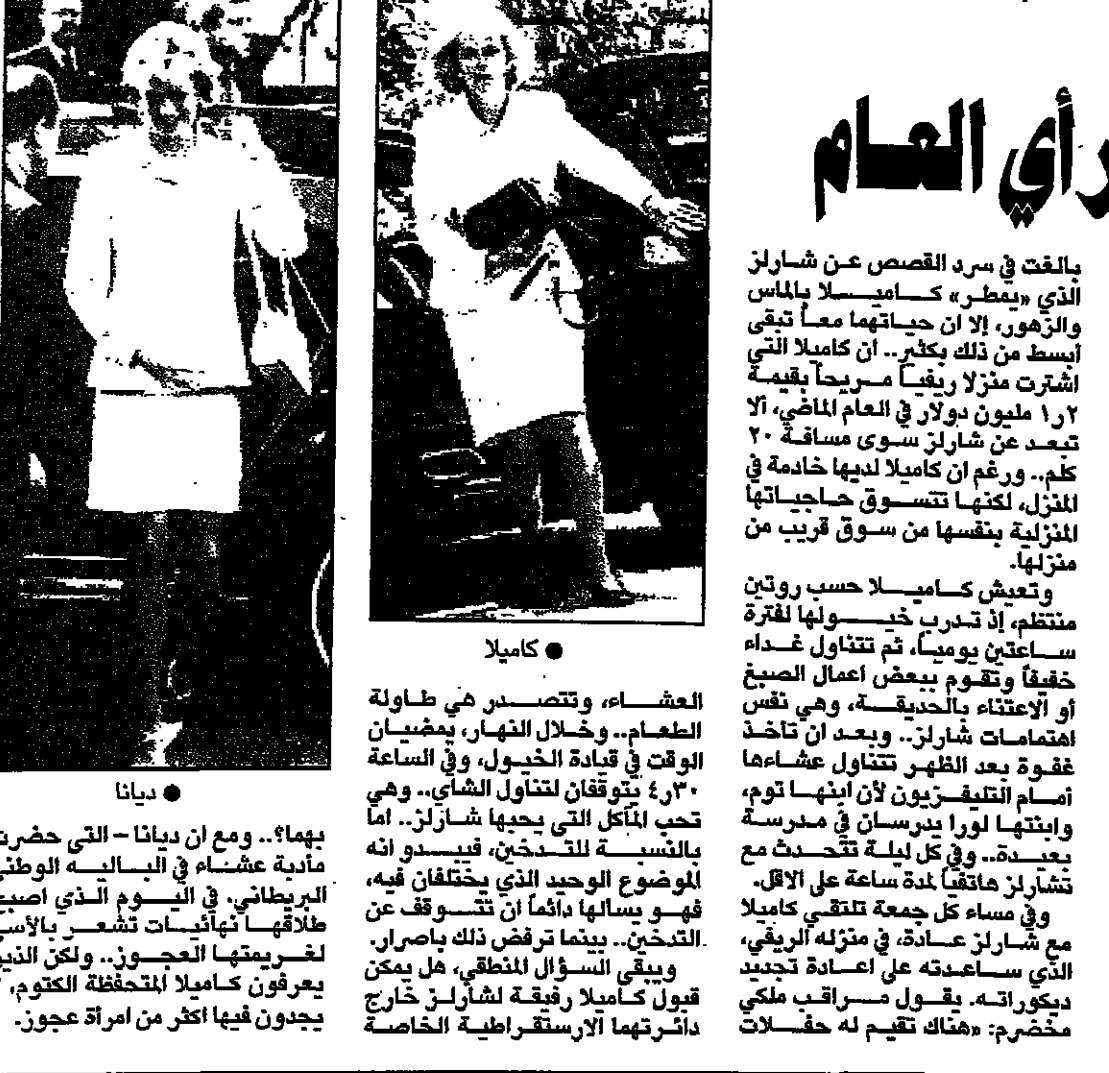 رأي العام
بالغت في سرد القصص عن شارلز
الذي «يمطر» كاميلا بالماس
والزهور، إلا ان حياتهما معاً تبقى
أبسط من ذلك بكثير.. ان كاميلا التي
اشترت منزلا ريفياً مريحاً بقيمة
٢ر١ مليون دولار في العام الماضي، ألا
تبعد عن شارلز سوى مسافة ٢٠
كلم.. ورغم ان كاميلا لديها خادمة في
المنزل، لكنها تتسوق حاجياتها
المنزلية بنفسها من سوق قريب من
منزلها.
وتعيش كاميلا حسب روتين
منتظم، إذ تدرب خيولها لفترة
ساعتين يومياً، ثم تتناول غداء
خفيفاً وتقوم ببعض اعمال الصبغ
أو الاعتناء بالحديقة، وهي نفس
اهتمامات شارلز.. وبعد ان تأخذ
غفوة بعد الظهر تتناول عشاءها
أمام التليفزيون لأن ابنها توم،
وابنتها لورا يدرسان في مدرسة
بعيدة.. وفي كل ليلة تتحدث مع
تشارلز هاتفياً لمدة ساعة على الاقل.
وفي مساء كل جمعة تلتقي كاميلا
مع شارلز عادة، في منزله الريفي،
الذي ساعدته على اعادة تجديد
ديكوراته. يقول مراقب ملكي
مخضرم: «هناك تقيم له حفلات
● كاميلا
العشاء، وتتصدر هي طاولة
الطعام.. وخلال النهار، يمضيان
الوقت في قيادة الخيول، وفي الساعة
٣٠ر٤ يتوقفان لتناول الشاي.. وهي
تحب المآكل التي يحبها شارلز.. اما
بالنسبة للتدخين، فيبدو انه
الموضوع الوحيد الذي يختلفان فيه،
فهو يسألها دائماً ان تتوقف عن
التدخين.. بينما ترفض ذلك باصرار.
ويبقى السؤال المنطقي، هل يمكن
قبول كاميلا رفيقة لشارلز خارج
دائرتهما الارستقراطية الخاصة
● ديانا
بهما؟.. ومع ان ديانا – التي حضرت
مأدبة عشاء في الباليه الوطني
البريطاني، في اليوم الذي اصبح
طلاقها نهائيات تشعر بالأسى
لغريمتها العجوز.. ولكن الذين
يعرفون كاميلا المتحفظة الكتوم،
يجدون فيها اكثر من امرأة عجوز.